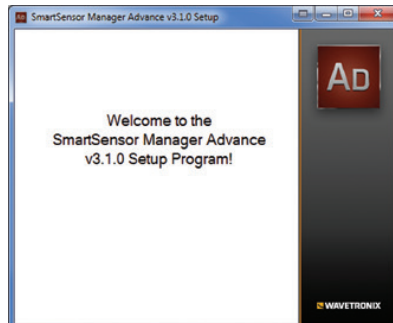 SmartSensor Manager Advance v3.1.0 Setup
AD
Welcome to the
SmartSensor Manager Advance
v3.1.0 Setup Program!
WAVETRONIX